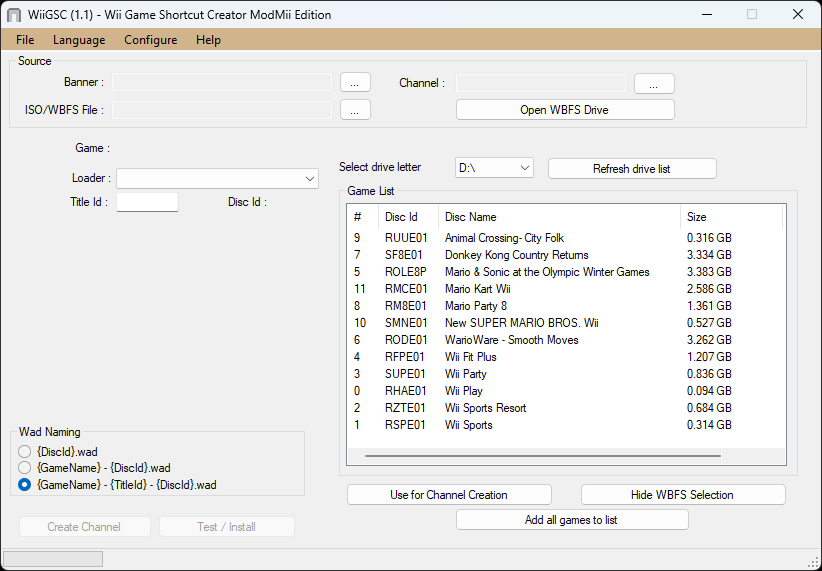 WiiGSC (1.1) - Wii Game Shortcut Creator ModMii Edition
File Language Configure Help
Source
Banner : ... Channel : ...
ISO/WBFS File : ... Open WBFS Drive
Game :
Select drive letter D:\ Refresh drive list
Loader :
Title Id : Disc Id :
Game List
# Disc Id Disc Name Size
9 RUUE01 Animal Crossing- City Folk 0.316 GB
7 SF8E01 Donkey Kong Country Returns 3.334 GB
5 ROLE8P Mario & Sonic at the Olympic Winter Games 3.383 GB
11 RMCE01 Mario Kart Wii 2.586 GB
8 RM8E01 Mario Party 8 1.361 GB
10 SMNE01 New SUPER MARIO BROS. Wii 0.527 GB
6 RODE01 WarioWare - Smooth Moves 3.262 GB
4 RFPE01 Wii Fit Plus 1.207 GB
3 SUPE01 Wii Party 0.836 GB
0 RHAE01 Wii Play 0.094 GB
2 RZTE01 Wii Sports Resort 0.684 GB
1 RSPE01 Wii Sports 0.314 GB
Wad Naming
{DiscId}.wad
{GameName} - {DiscId}.wad
{GameName} - {TitleId} - {DiscId}.wad
Use for Channel Creation Hide WBFS Selection
Create Channel Test / Install Add all games to list